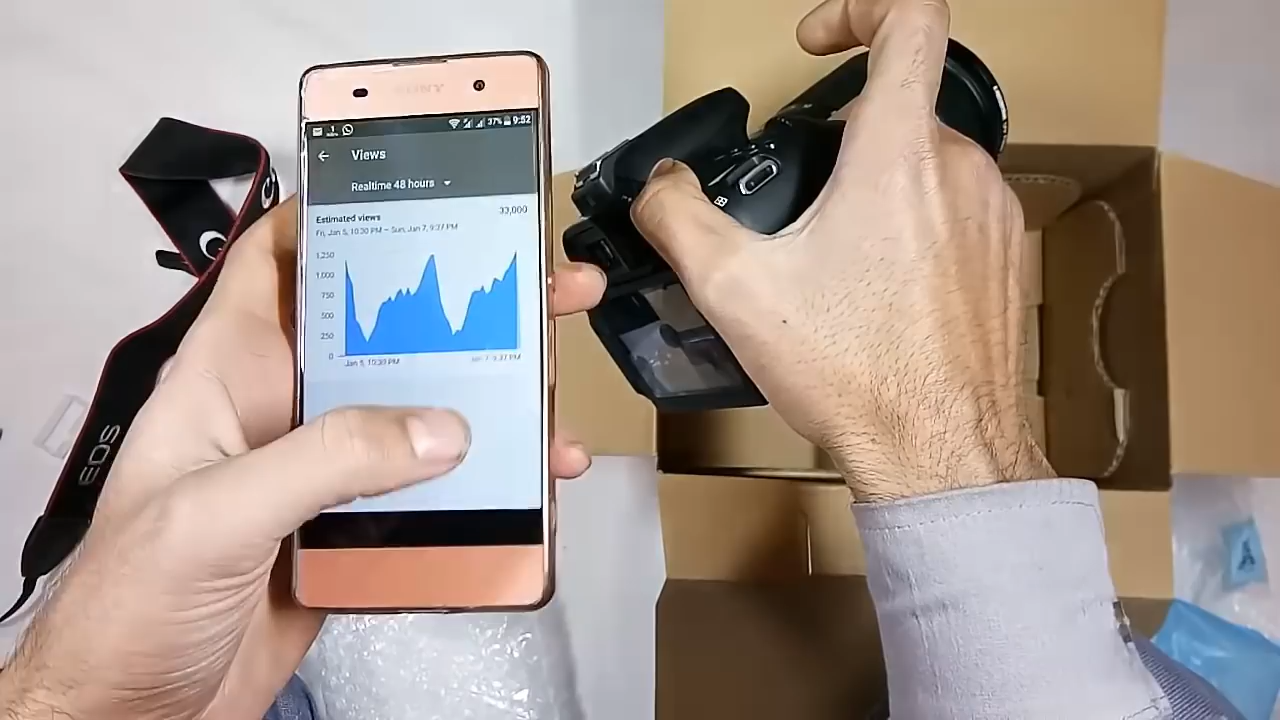 SONY
1
37% 9:52
Views
Realtime 48 hours
Estimated views
33,000
Fri, Jan 5, 10:30 PM – Sun, Jan 7, 9:37 PM
1,250
1,000
750
500
250
0
Jan 5, 10:30 PM
Jan 7, 9:37 PM
EOS